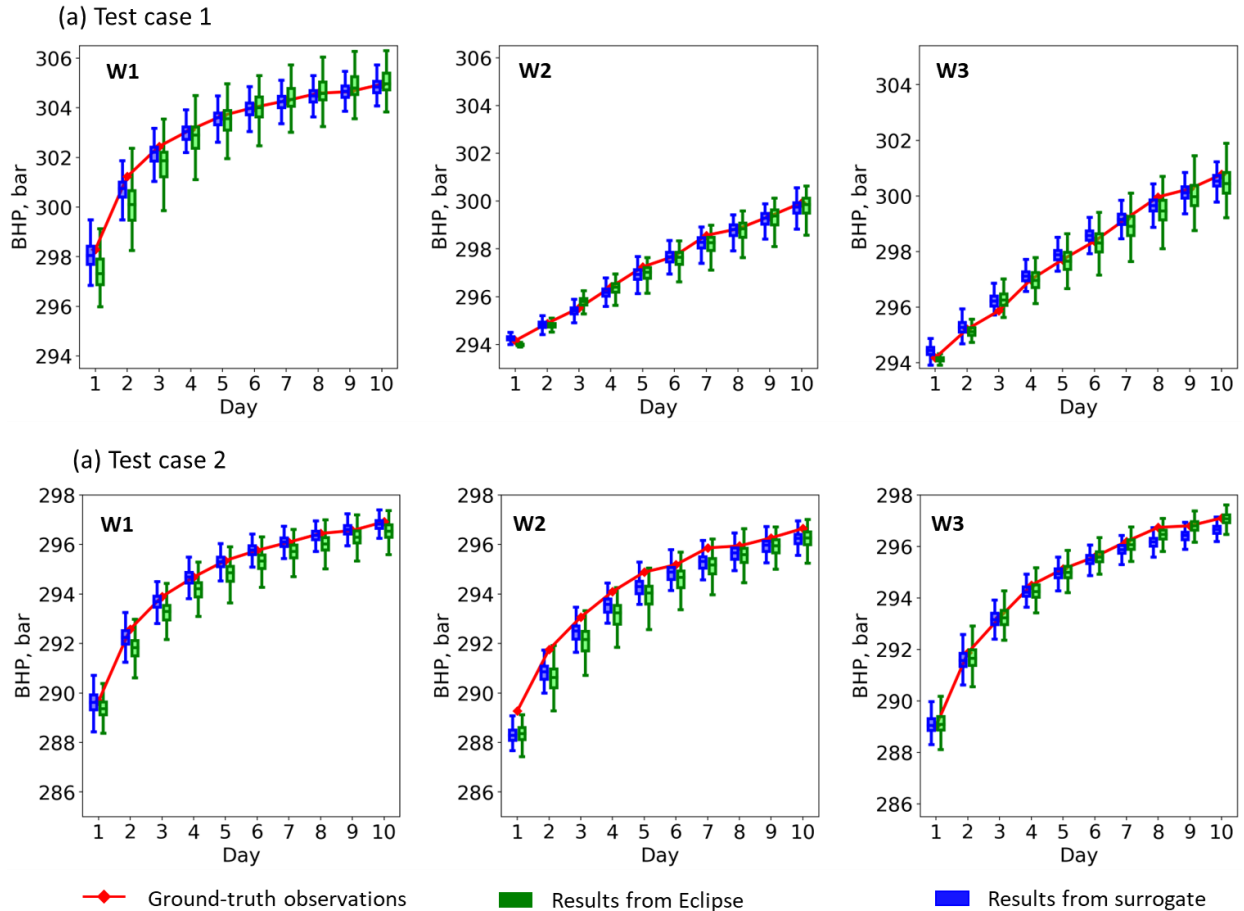 (a) Test case 1
W1
BHP, bar
306
304
302
300
298
296
294
1 2 3 4 5 6 7 8 9 10
Day
W2
BHP, bar
306
304
302
300
298
296
294
1 2 3 4 5 6 7 8 9 10
Day
W3
BHP, bar
304
302
300
298
296
294
1 2 3 4 5 6 7 8 9 10
Day
(a) Test case 2
W1
BHP, bar
298
296
294
292
290
288
286
1 2 3 4 5 6 7 8 9 10
Day
W2
BHP, bar
298
296
294
292
290
288
286
1 2 3 4 5 6 7 8 9 10
Day
W3
BHP, bar
298
296
294
292
290
288
286
1 2 3 4 5 6 7 8 9 10
Day
Ground-truth observations
Results from Eclipse
Results from surrogate